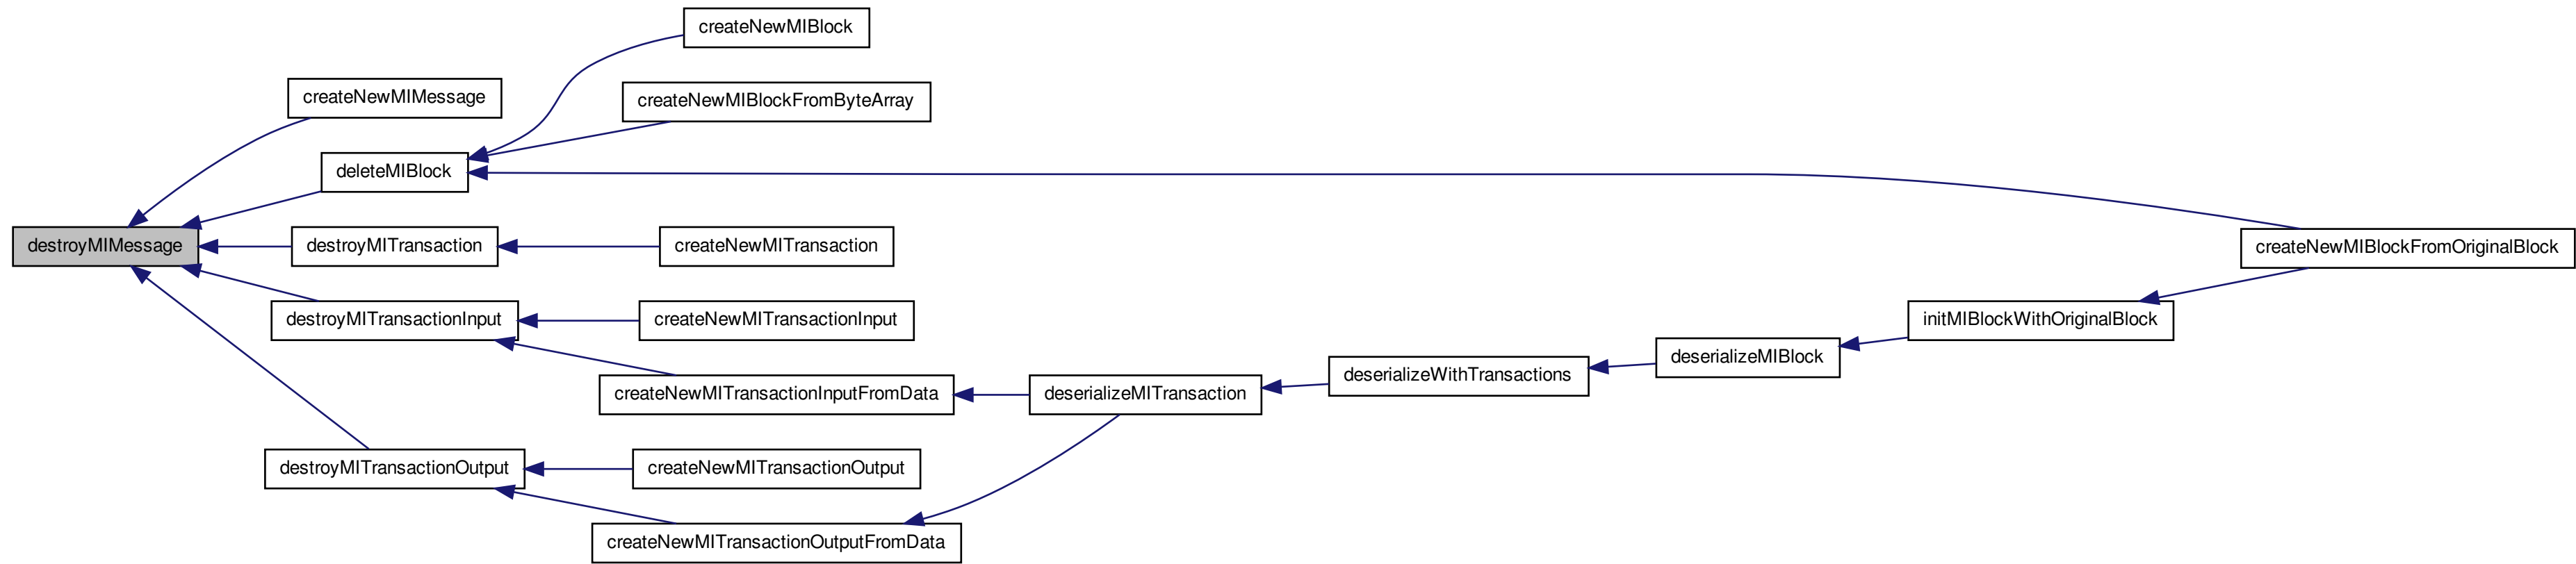 createNewMIBlock
createNewMIMessage
createNewMIBlockFromByteArray
deleteMIBlock
destroyMIMessage
destroyMITransaction
createNewMITransaction
createNewMIBlockFromOriginalBlock
destroyMITransactionInput
createNewMITransactionInput
initMIBlockWithOriginalBlock
deserializeMIBlock
deserializeWithTransactions
createNewMITransactionInputFromData
deserializeMITransaction
destroyMITransactionOutput
createNewMITransactionOutput
createNewMITransactionOutputFromData